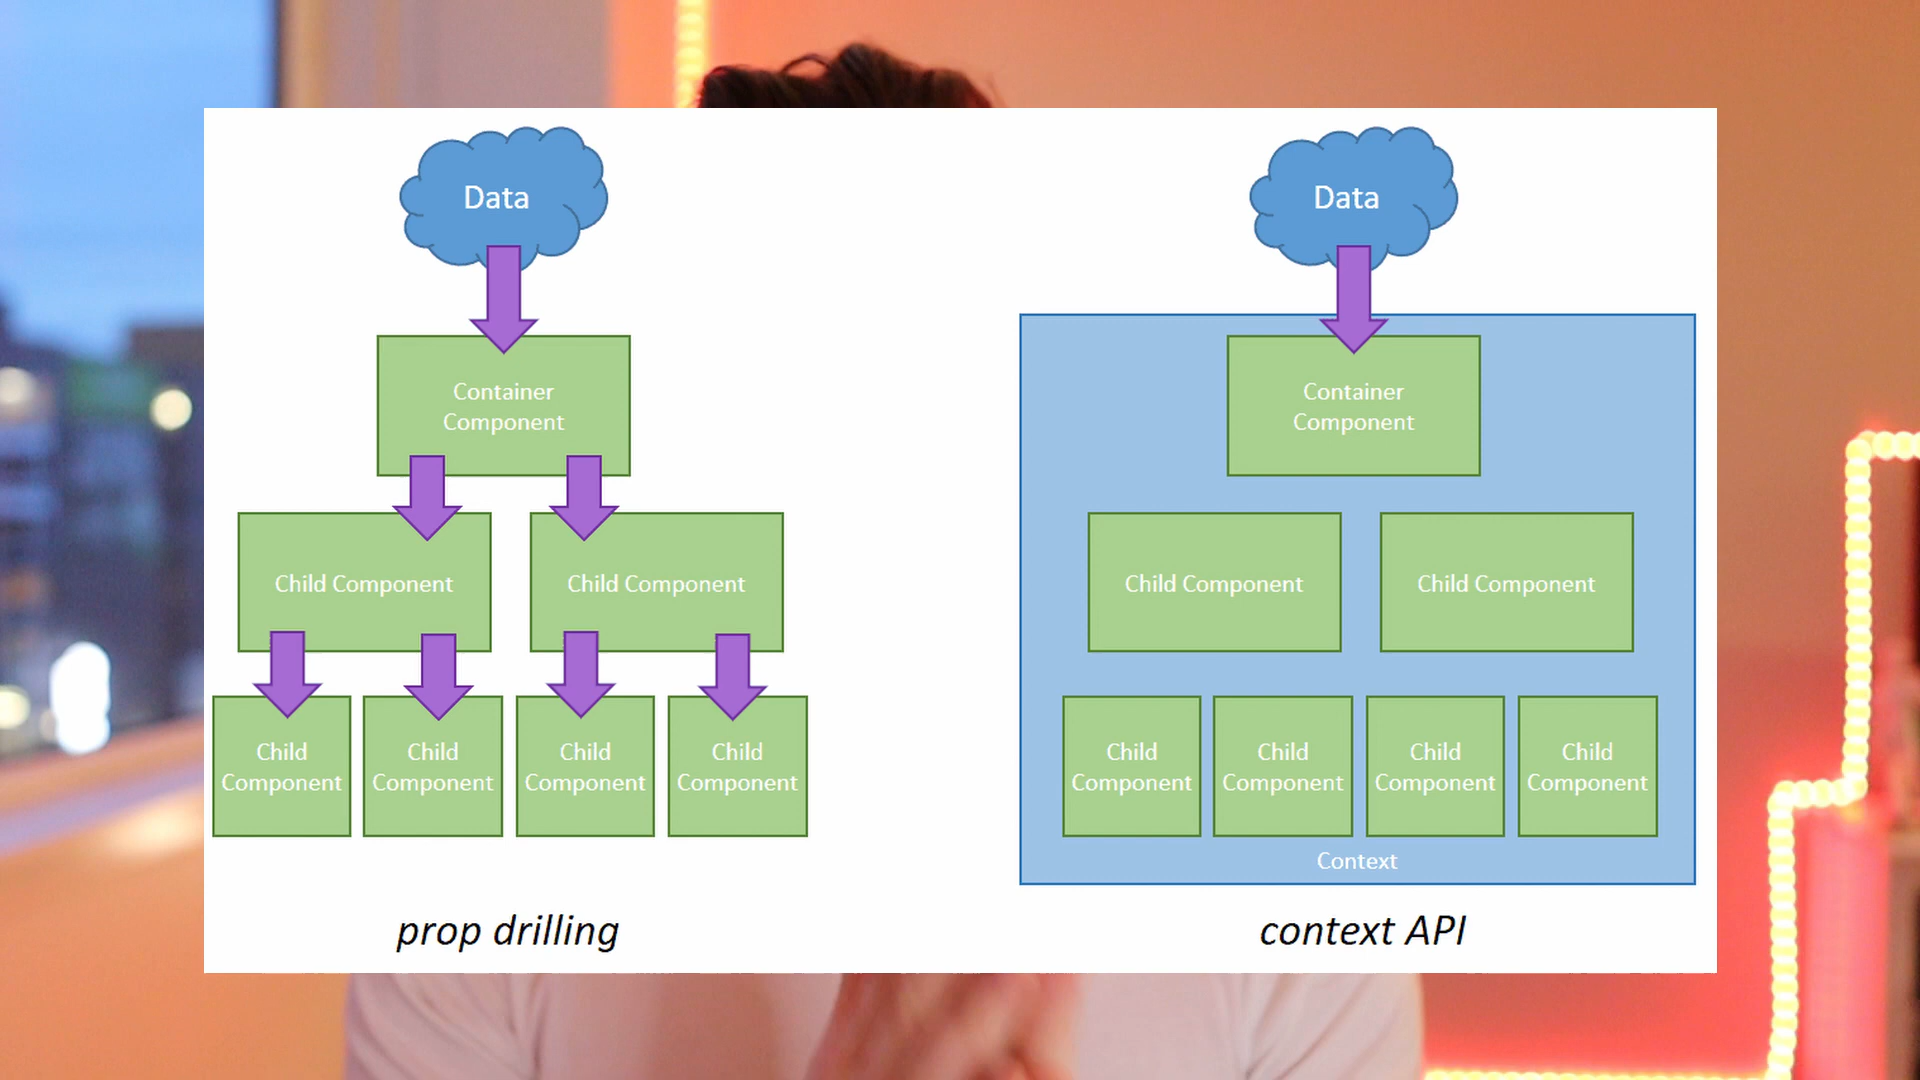 Data
Container
Component
Child Component
Child Component
Child
Component
Child
Component
Child
Component
Child
Component
prop drilling
Data
Container
Component
Child Component
Child Component
Child
Component
Child
Component
Child
Component
Child
Component
Context
context API